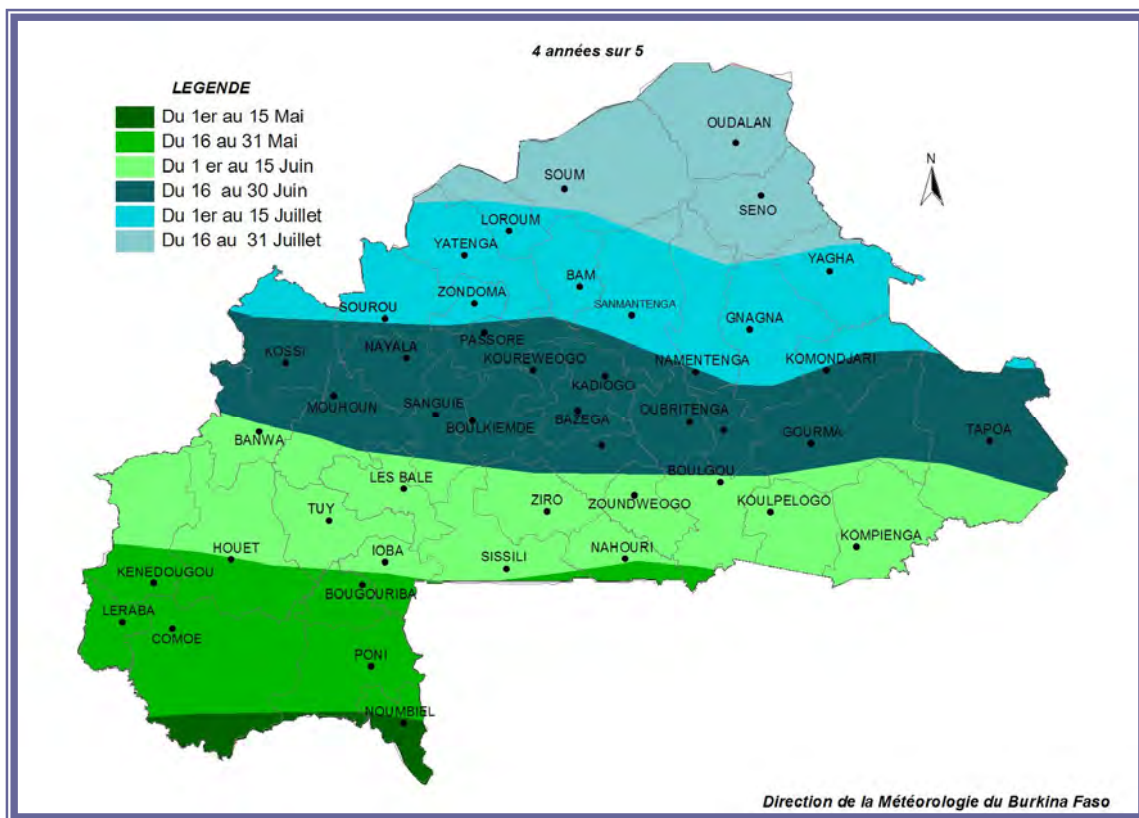 4 années sur 5
LEGENDE
Du 1er au 15 Mai
Du 16 au 31 Mai
Du 1 er au 15 Juin
Du 16 au 30 Juin
Du 1er au 15 Juillet
Du 16 au 31 Juillet
N
OUDALAN
SOUM
SENO
LOROUM
YATENGA
YAGHA
BAM
ZONDOMA
SANMANTENGA
SOUROU
GNAGNA
PASSORE
KOSSI
NAYALA
KOUREWEOGO
NAMENTENGA
KOMONDJARI
KADIOGO
MOUHOUN
SANGUIE
BAZEGA
OUBRITENGA
BOULKIEMDE
GOURMA
TAPOA
BANWA
BOULGOU
LES BALE
ZIRO
ZOUNDWEOGO
KOULPELOGO
TUY
KOMPIENGA
HOUET
IOBA
SISSILI
NAHOURI
KENEDOUGOU
BOUGOURIBA
LERABA
COMOE
PONI
NOUMBIEL
Direction de la Météorologie du Burkina Faso